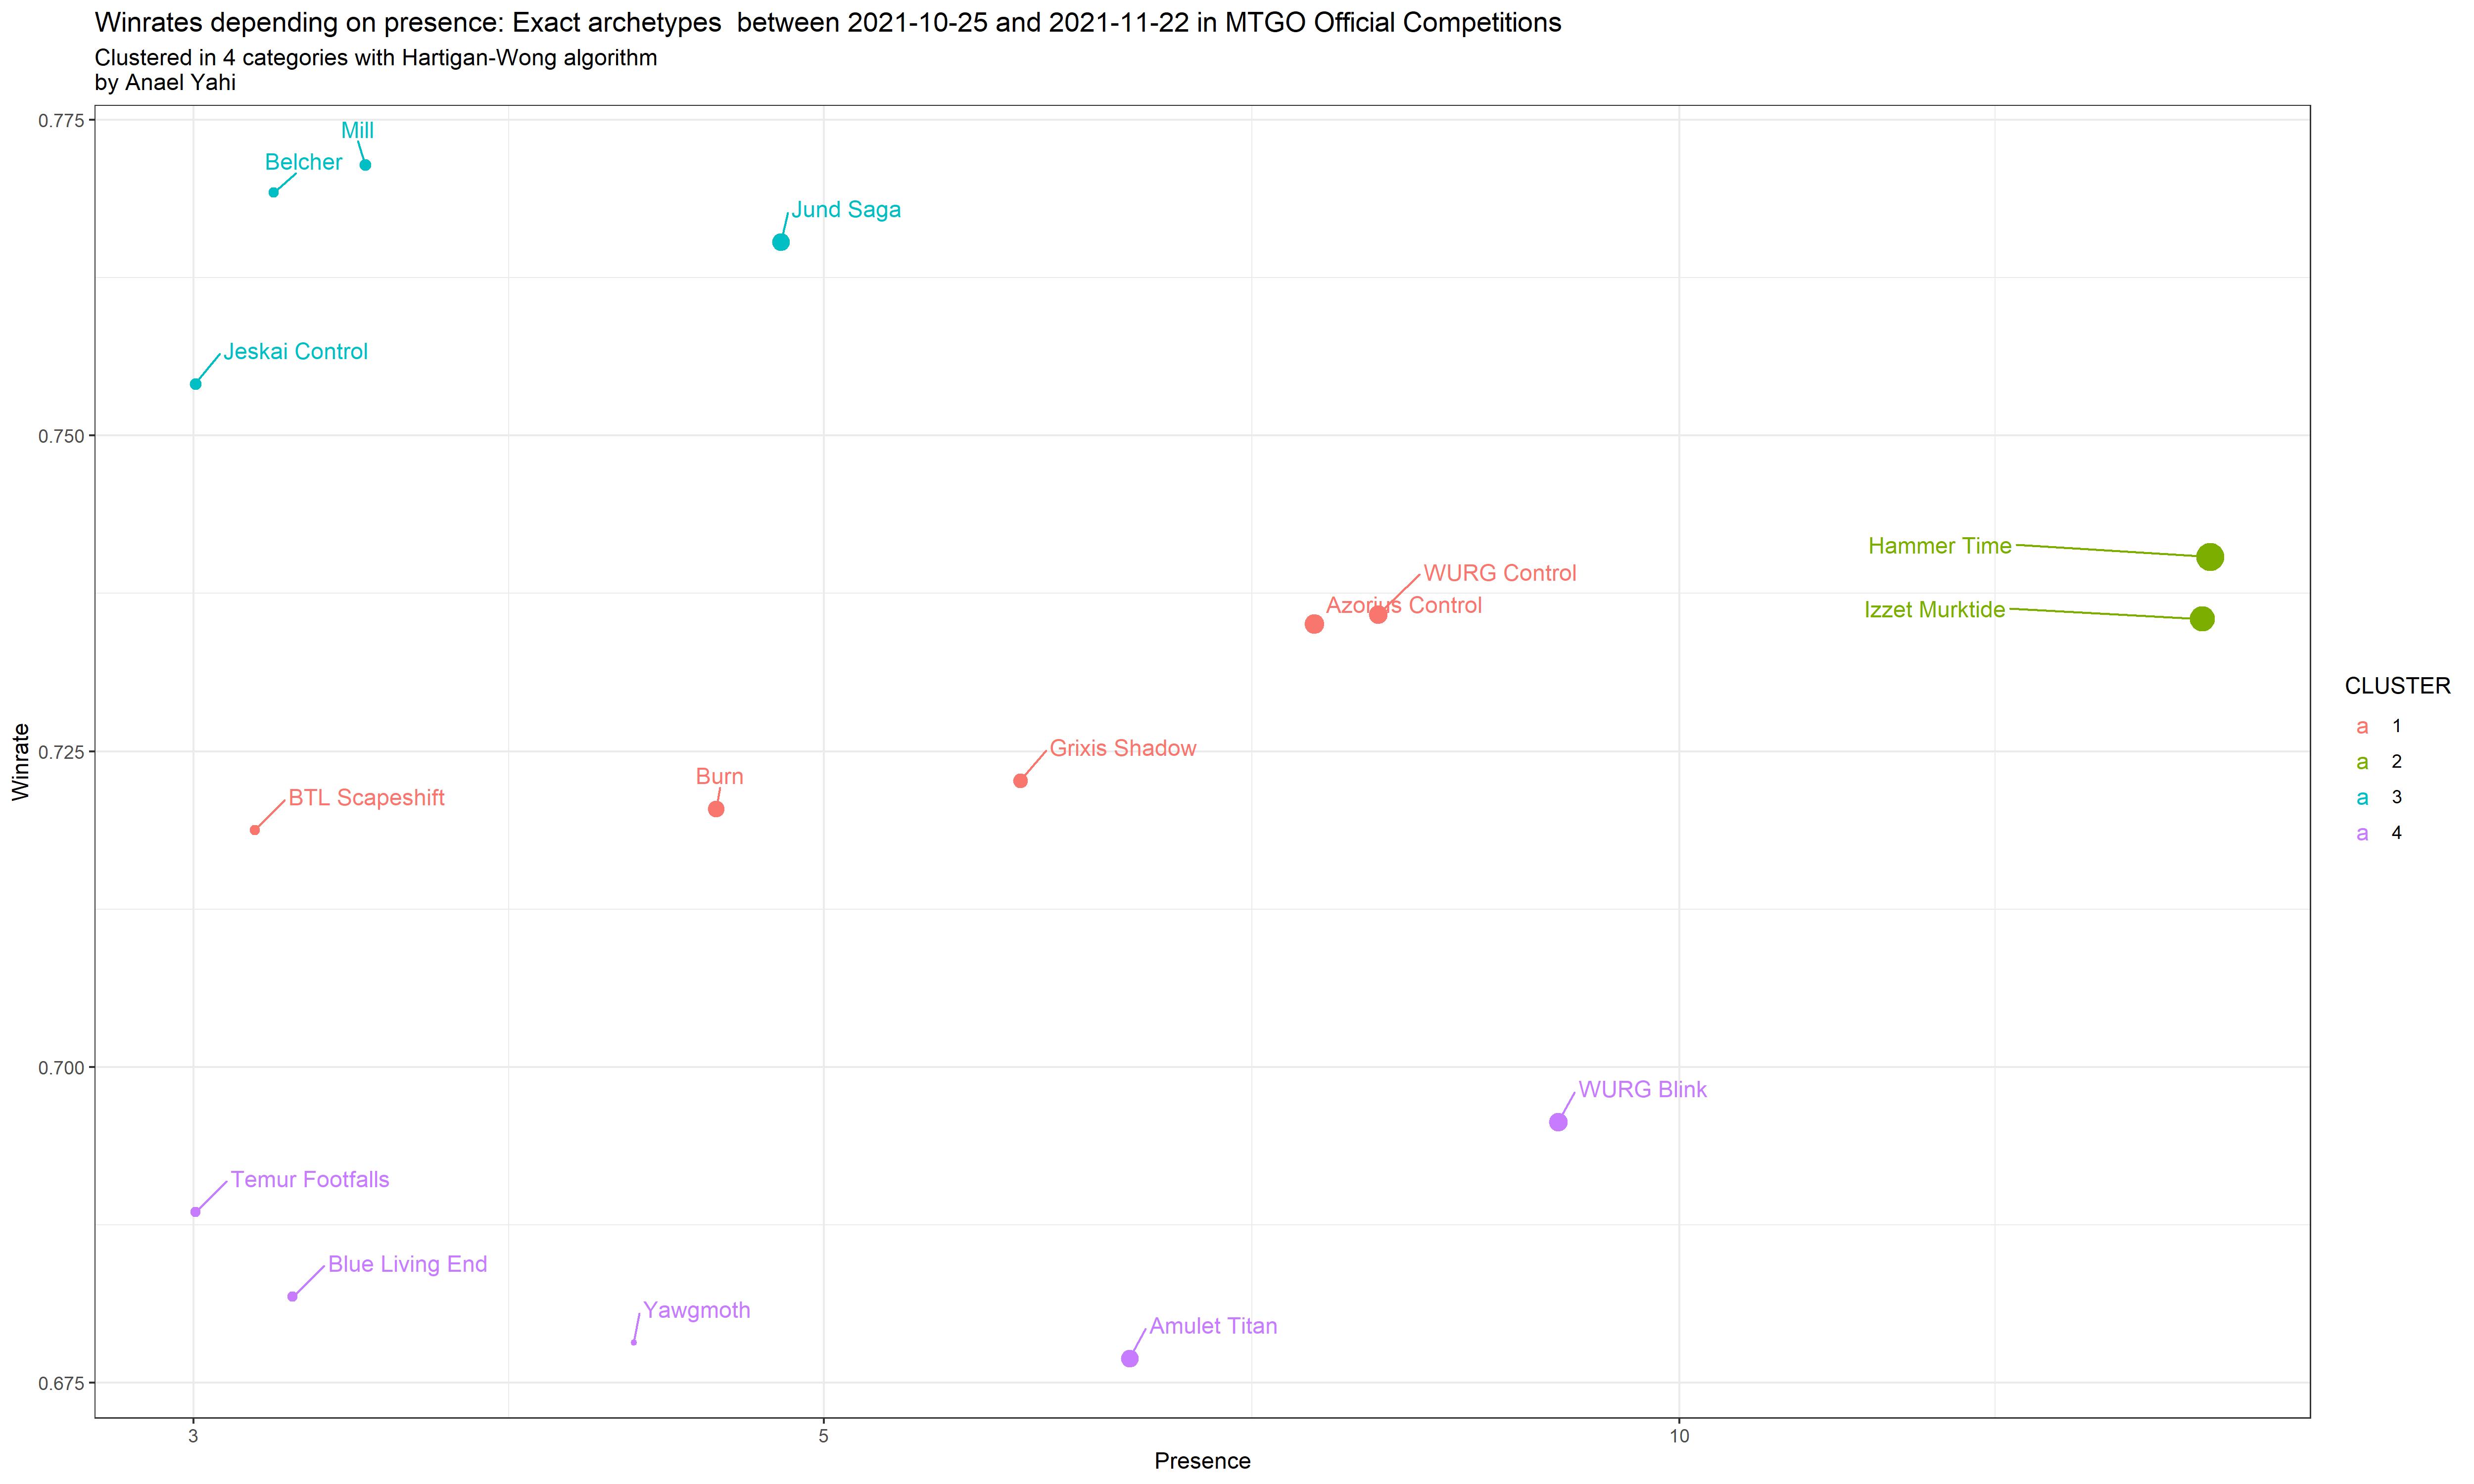 Winrates depending on presence: Exact archetypes  between 2021-10-25 and 2021-11-22 in MTGO Official Competitions
Clustered in 4 categories with Hartigan-Wong algorithm
by Anael Yahi
0.775
Mill
Belcher
Jund Saga
Jeskai Control
0.750
Hammer Time
WURG Control
Azorius Control
Izzet Murktide
CLUSTER
a 1
a 2
a 3
a 4
Winrate
0.725
Grixis Shadow
Burn
BTL Scapeshift
0.700
WURG Blink
Temur Footfalls
Blue Living End
Yawgmoth
Amulet Titan
0.675
3
5
10
Presence